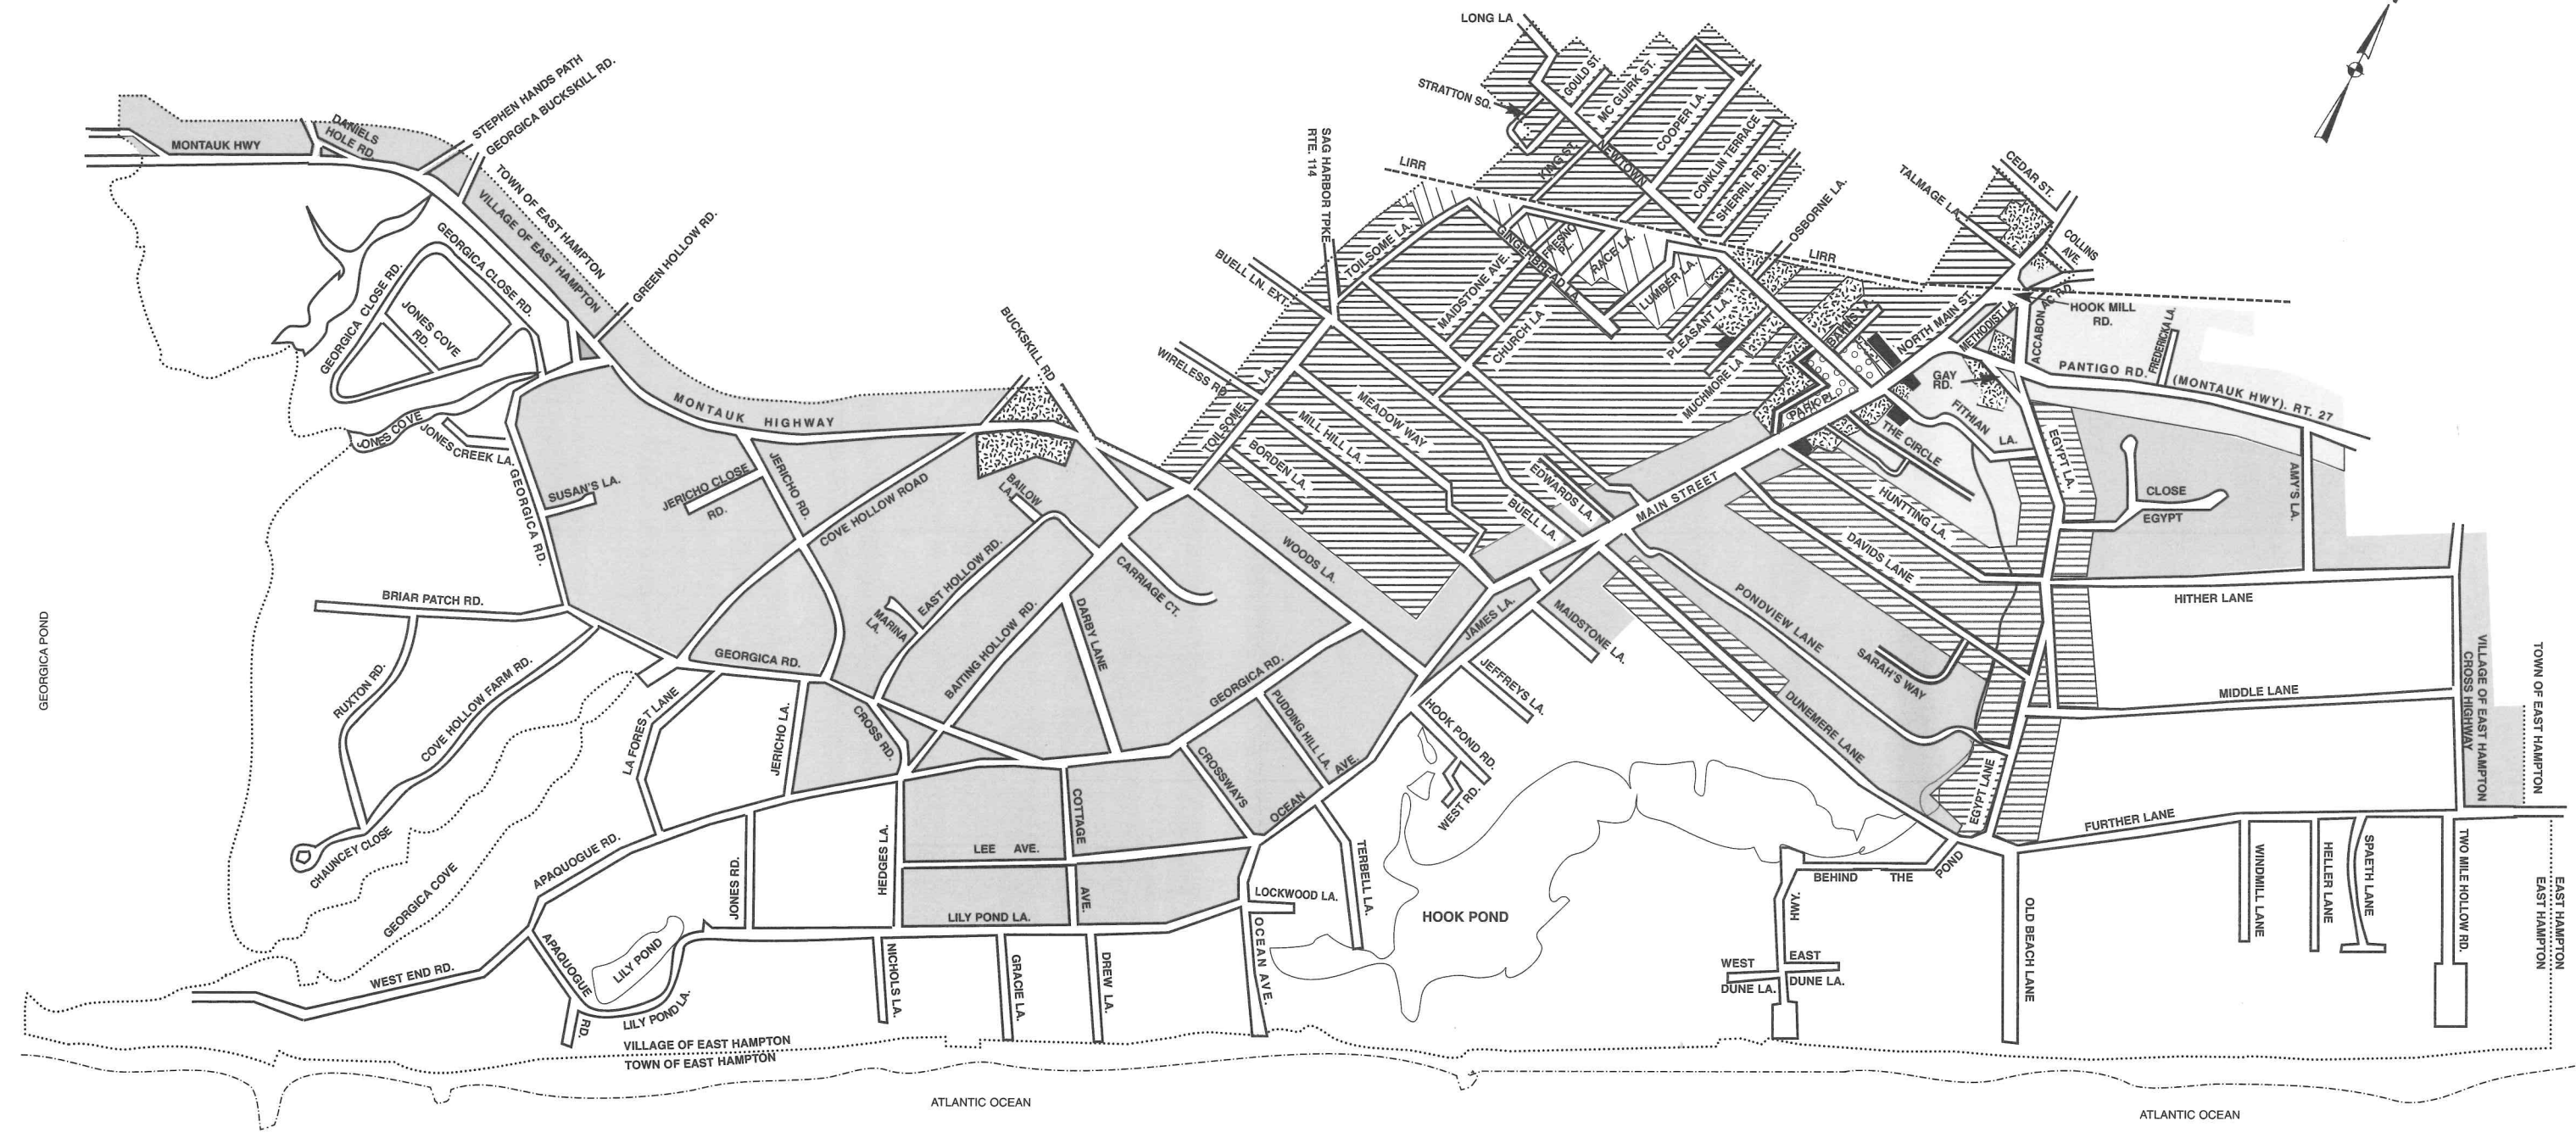 LONG LA
GOULD ST.
MC GUIRK ST.
STRATTON SQ.
COOPER LA.
KING ST.
NEWTOWN
CONKLIN TERRACE
SHERRIL RD.
LIRR
SAG HARBOR TPKE.
RTE. 114
STEPHEN HANDS PATH
GEORGICA BUCKSKILL RD.
DANIELS
HOLE RD.
MONTAUK HWY
TOWN OF EAST HAMPTON
VILLAGE OF EAST HAMPTON
GREEN HOLLOW RD.
GEORGICA CLOSE RD.
GEORGICA CLOSE RD.
JONES COVE
RD.
JONES COVE
JONES
CREEK LA.
OSBORNE LA.
LIRR
TALMAGE LA.
CEDAR ST.
COLLINS
AVE.
HOOK MILL
RD.
ACCABONAC RD.
METHODIST LA.
NORTH MAIN ST.
FREDERICKA LA.
PANTIGO RD.
(MONTAUK HWY). RT. 27
GAY
RD.
FITHIAN
LA.
BARNS LA.
PARK PL.
THE CIRCLE
MUCHMORE LA.
PLEASANT LA.
LUMBER LA.
RACE LA.
FRESNO
PL.
GINGERBREAD LA.
TOILSOME LA.
MAIDSTONE AVE.
CHURCH LA.
BUELL LN. EXT.
WIRELESS RD.
TOILSOME LA.
BUCKSKILL RD.
MONTAUK HIGHWAY
MEADOW WAY
MILL HILL LA.
BORDEN LA.
EDWARDS LA.
BUELL LA.
MAIN STREET
HUNTTING LA.
DAVIDS LANE
EGYPT LA.
CLOSE
EGYPT
AMY'S LA.
SUSAN'S LA.
GEORGICA RD.
JERICHO CLOSE
RD.
JERICHO RD.
COVE HOLLOW ROAD
BAILOW
LA.
WOODS LA.
CARRIAGE CT.
EAST HOLLOW RD.
MARINA
LA.
BAITING HOLLOW RD.
DARBY LANE
JAMES LA.
MAIDSTONE LA.
PONDVIEW LANE
SARAH'S WAY
HITHER LANE
BRIAR PATCH RD.
GEORGICA POND
GEORGICA RD.
GEORGICA RD.
RUXTON RD.
COVE HOLLOW FARM RD.
LA FOREST LANE
JERICHO LA.
CROSS RD.
PUDDING HILL LA.
JEFFREYS LA.
HOOK POND RD.
WEST RD.
DUNEMERE LANE
EGYPT LANE
MIDDLE LANE
CROSS HIGHWAY
VILLAGE OF EAST HAMPTON
TOWN OF EAST HAMPTON
CROSSWAYS
OCEAN
AVE.
COTTAGE
AVE.
LEE AVE.
HEDGES LA.
CHAUNCEY CLOSE
APAQUOGUE RD.
JONES RD.
GEORGICA COVE
LILY POND LA.
LOCKWOOD LA.
TERBELL LA.
HOOK POND
BEHIND THE POND
HWY.
FURTHER LANE
OLD BEACH LANE
WINDMILL LANE
HELLER LANE
SPAETH LANE
TWO MILE HOLLOW RD.
EAST HAMPTON
EAST HAMPTON
WEST
DUNE LA.
EAST
DUNE LA.
WEST END RD.
APAQUOGUE
RD.
LILY POND
LILY POND LA.
NICHOLS LA.
GRACIE LA.
DREW LA.
OCEAN AVE.
VILLAGE OF EAST HAMPTON
TOWN OF EAST HAMPTON
ATLANTIC OCEAN
ATLANTIC OCEAN